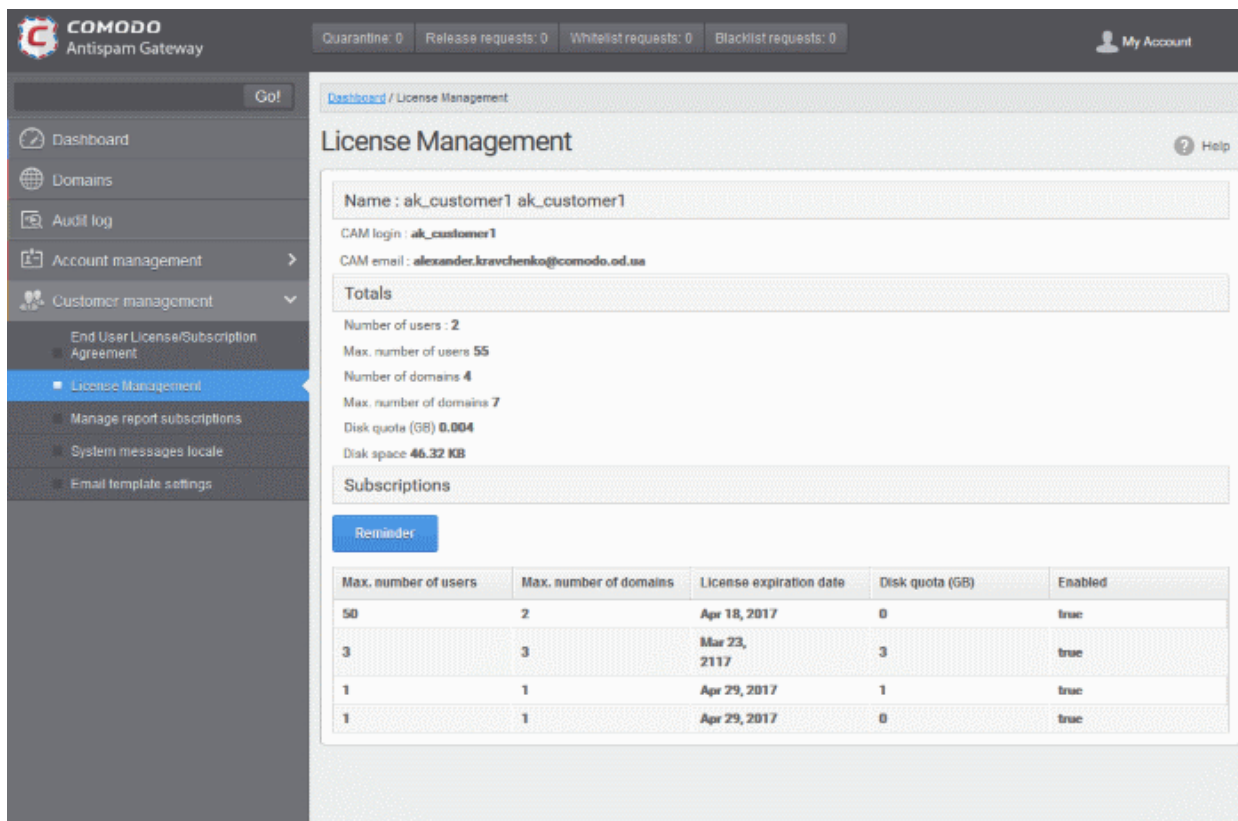 COMODO
Antispam Gateway
Quarantine: 0 Release requests: 0 Whitelist requests: 0 Blacklist requests: 0
My Account
Go!
Dashboard
Domains
Audit log
Account management
Customer management
End User License/Subscription
Agreement
License Management
Manage report subscriptions
System messages locale
Email template settings
Dashboard / License Management
License Management
Help
Name : ak_customer1 ak_customer1
CAM login : ak_customer1
CAM email : alexander.kravchenko@comodo.od.ua
Totals
Number of users : 2
Max. number of users 55
Number of domains 4
Max. number of domains 7
Disk quota (GB) 0.004
Disk space 46.32 KB
Subscriptions
Reminder
Max. number of users Max. number of domains License expiration date Disk quota (GB) Enabled
50 2 Apr 18, 2017 0 true
3 3 Mar 23, 2117 3 true
1 1 Apr 29, 2017 1 true
1 1 Apr 29, 2017 0 true